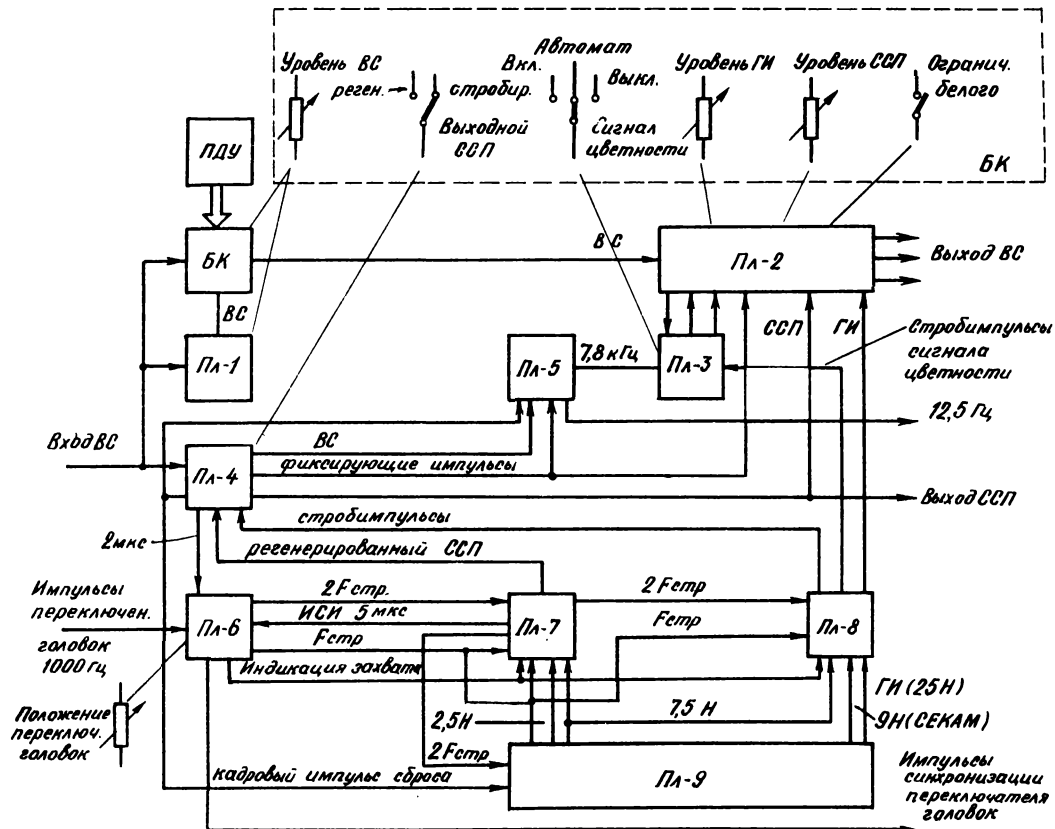 Автомат
Уровень ВС
Вкл.
Выкл.
Уровень ГИ
Уровень ССП
Огранич.
белого
реген.
стробир.
Выходной
ССП
Сигнал
цветности
БК
ПДУ
БК
ВС
Пл-2
Выход ВС
ВС
Пл-1
ССП
ГИ
Стробимпульсы
сигнала
цветности
Пл-5
7,8 кГц
Пл-3
12,5 Гц
Вход ВС
ВС
Пл-4
фиксирующие импульсы
Выход ССП
стробимпульсы
2мкс
регенерированный ССП
Импульсы
переключен.
головок
1000 Гц
Пл-6
2 Fстр.
ИСИ 5 мкс
Fстр
Индикация захвата
Пл-7
2 Fстр
Fстр
Пл-8
Положение
переключ.
головок
2,5Н
7,5 Н
ГИ (25Н)
9Н (СЕКАМ)
2 Fстр
кадровый импульс сброса
Пл-9
Импульсы
синхронизации
переключателя
головок